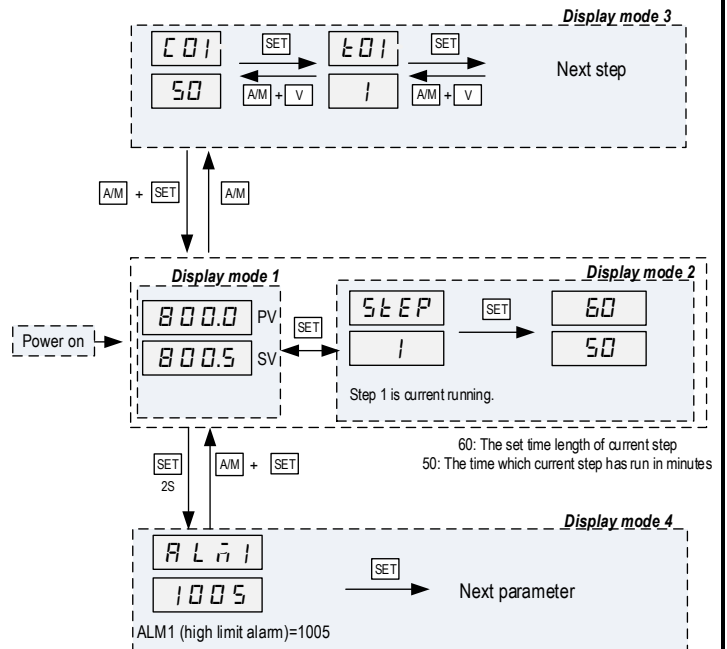 Display mode 3
C01 SET t01 SET
Next step
50 A/M + V 1 A/M + V
A/M + SET A/M
Display mode 1 Display mode 2
800.0 PV StEP SET 60
Power on SET
800.5 SV 1 50
Step 1 is current running.
60: The set time length of current step
50: The time which current step has run in minutes
SET A/M + SET
2S
Display mode 4
ALm1 SET
Next parameter
1005
ALM1 (high limit alarm)=1005